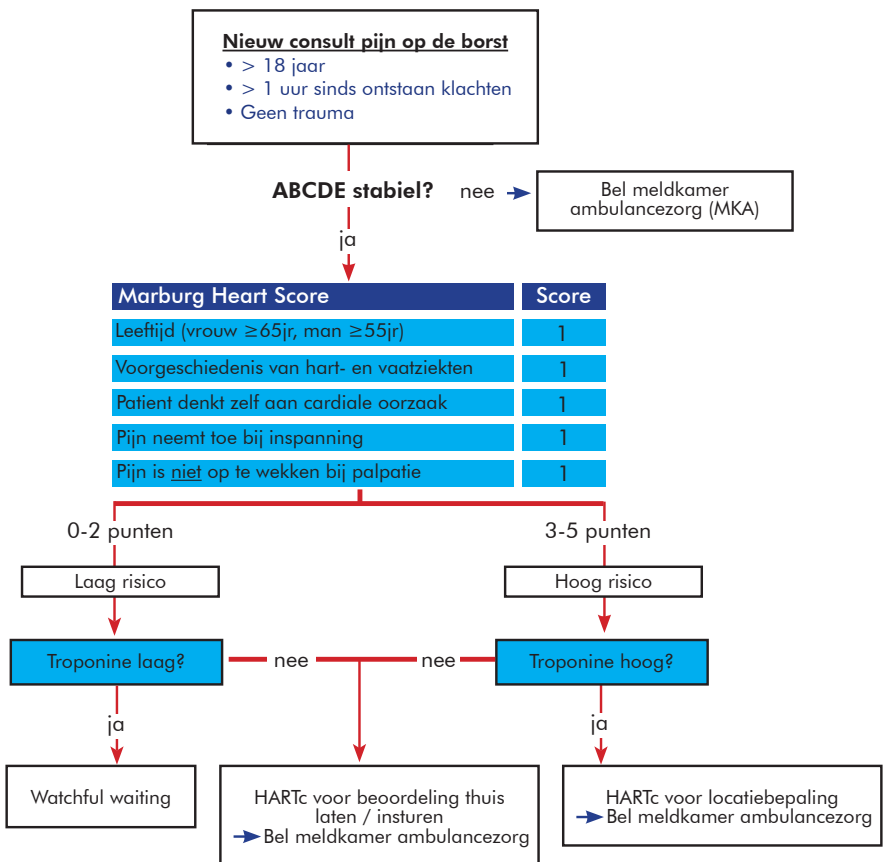 Nieuw consult pijn op de borst
• > 18 jaar
• > 1 uur sinds ontstaan klachten
• Geen trauma
ABCDE stabiel?
nee
Bel meldkamer
ambulancezorg (MKA)
ja
Marburg Heart Score
Score
Leeftijd (vrouw ≥65jr, man ≥55jr)
1
Voorgeschiedenis van hart- en vaatziekten
1
Patient denkt zelf aan cardiale oorzaak
1
Pijn neemt toe bij inspanning
1
Pijn is niet op te wekken bij palpatie
1
0-2 punten
3-5 punten
Laag risico
Hoog risico
Troponine laag?
nee
nee
Troponine hoog?
ja
ja
Watchful waiting
HARTc voor beoordeling thuis
laten / insturen
Bel meldkamer ambulancezorg
HARTc voor locatiebepaling
Bel meldkamer ambulancezorg